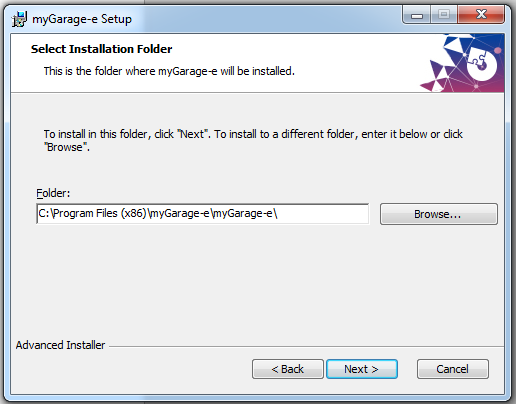 myGarage-e Setup
Select Installation Folder
This is the folder where myGarage-e will be installed.
To install in this folder, click "Next". To install to a different folder, enter it below or click
"Browse".
Folder:
C:\Program Files (x86)\myGarage-e\myGarage-e\
Browse...
Advanced Installer
< Back
Next >
Cancel